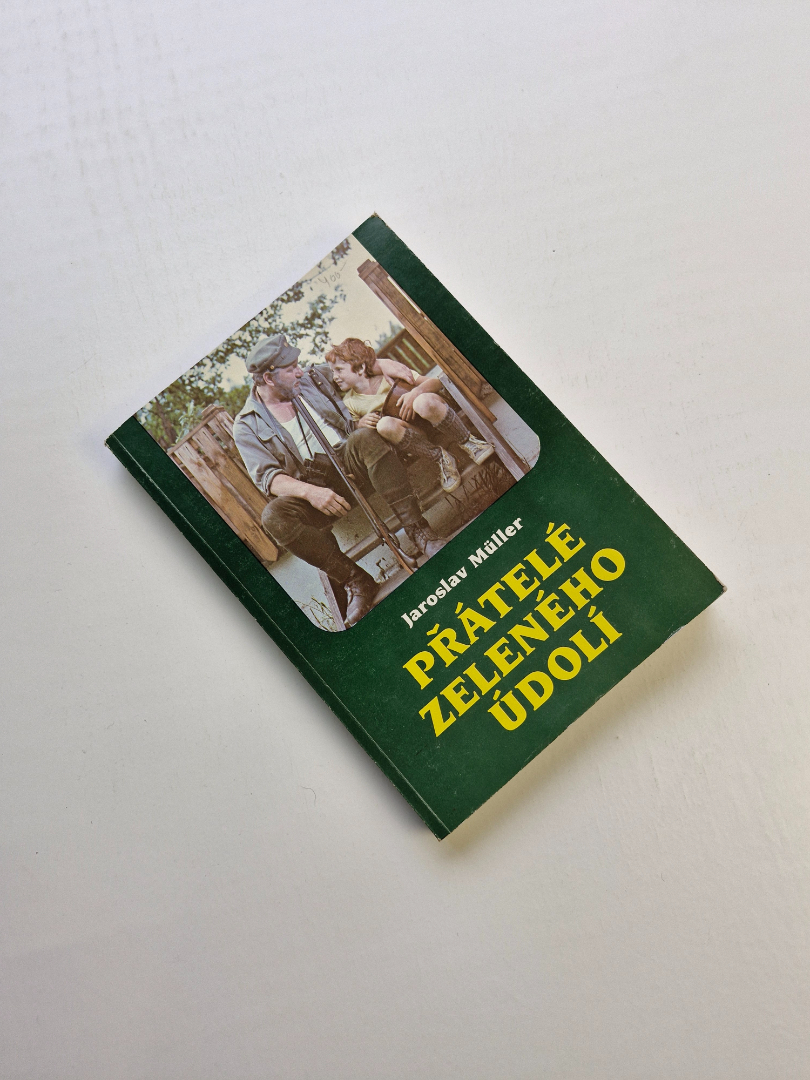 Jaroslav Müller
PŘÁTELÉ
ZELENÉHO
ÚDOLÍ